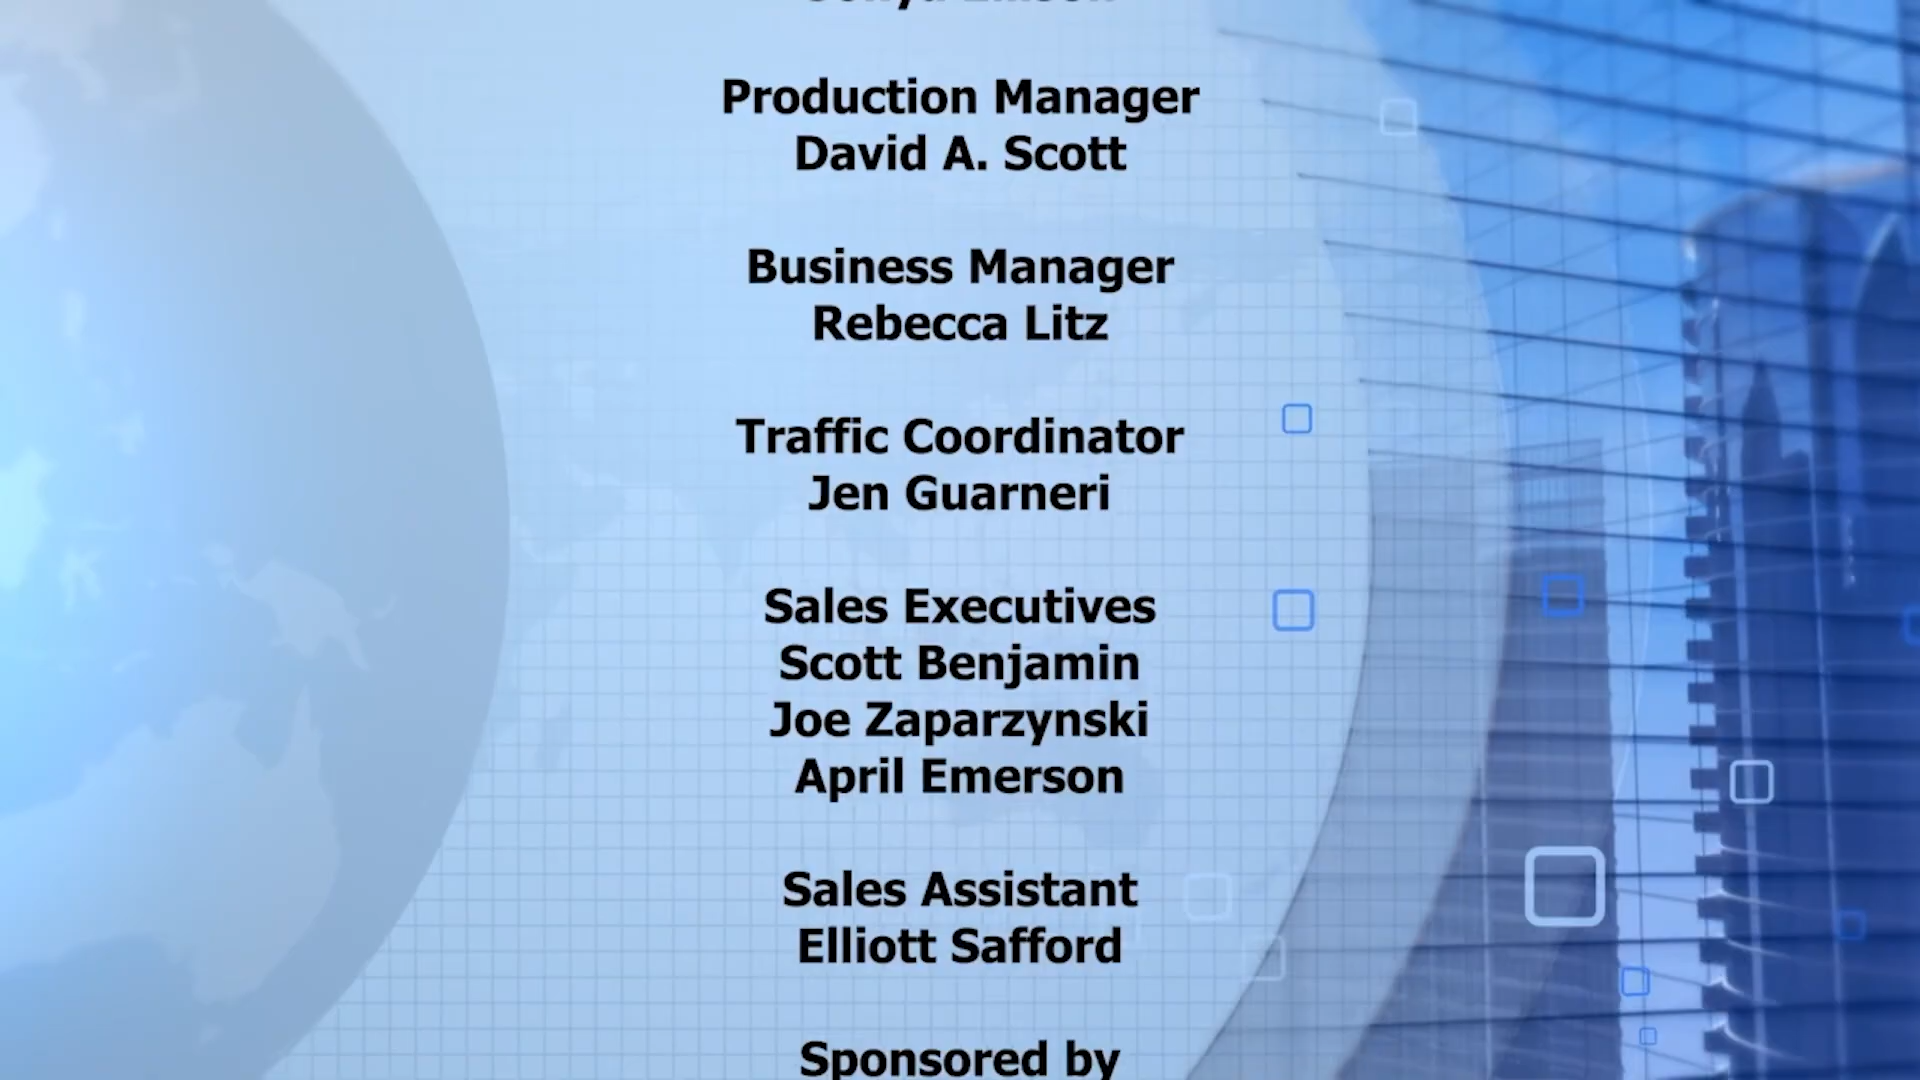 Production Manager
David A. Scott
Business Manager
Rebecca Litz
Traffic Coordinator
Jen Guarneri
Sales Executives
Scott Benjamin
Joe Zaparzynski
April Emerson
Sales Assistant
Elliott Safford
Sponsored by